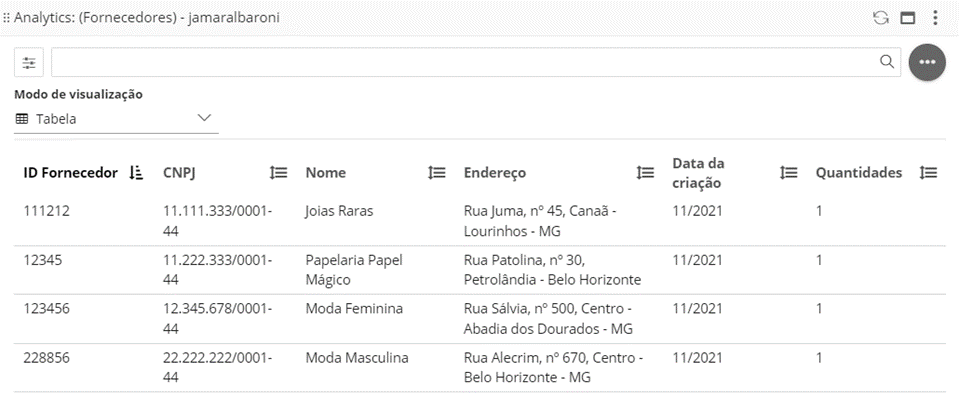 Analytics: (Fornecedores) - jamaralbaroni
Modo de visualização
Tabela
ID Fornecedor CNPJ Nome Endereço Data da criação Quantidades
111212 11.111.333/0001-44 Joias Raras Rua Juma, nº 45, Canaã - Lourinhos - MG 11/2021 1
12345 11.222.333/0001-44 Papelaria Papel Mágico Rua Patolina, nº 30, Petrolândia - Belo Horizonte 11/2021 1
123456 12.345.678/0001-44 Moda Feminina Rua Sálvia, nº 500, Centro - Abadia dos Dourados - MG 11/2021 1
228856 22.222.222/0001-44 Moda Masculina Rua Alecrim, nº 670, Centro - Belo Horizonte - MG 11/2021 1